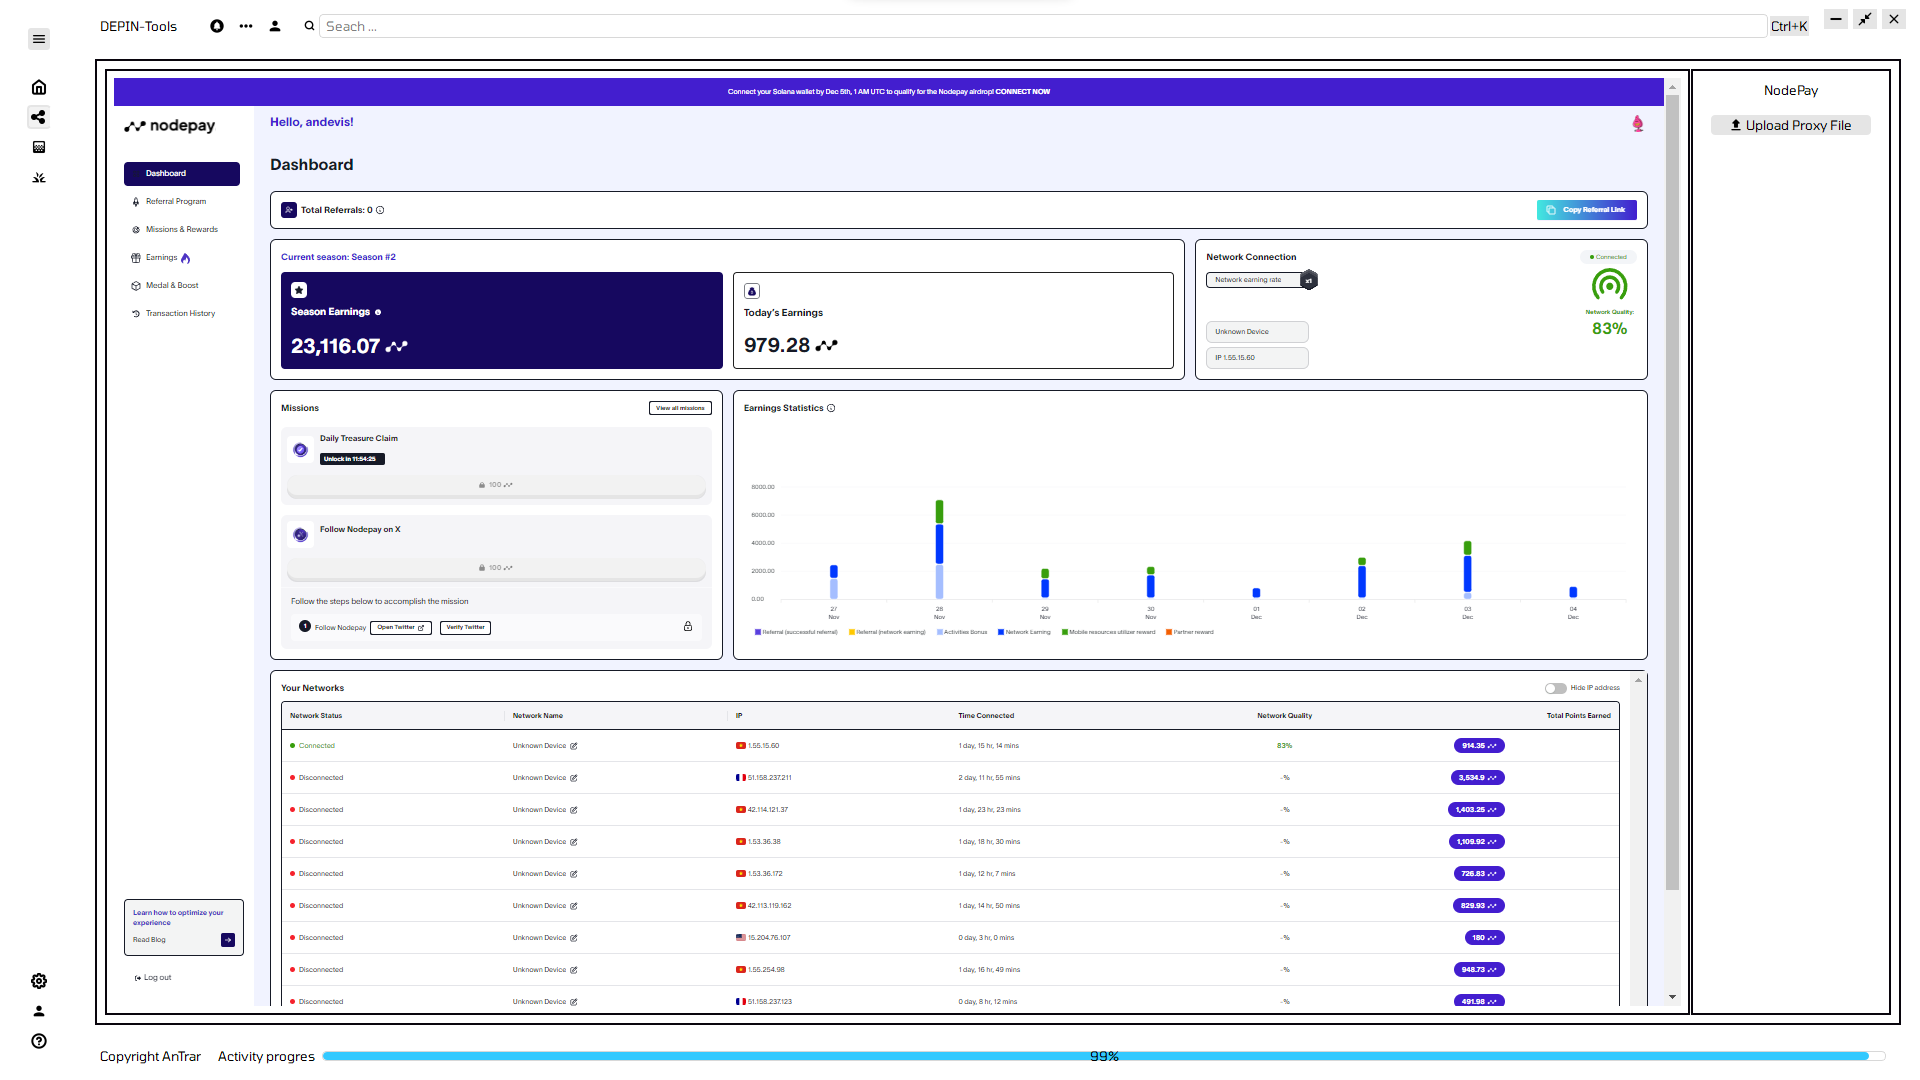 DEPIN-Tools
Seach ...
Ctrl+K
Connect your Solana wallet by Dec 5th, 1 AM UTC to qualify for the Nodepay airdrop! CONNECT NOW
NodePay
Upload Proxy File
nodepay
Hello, andevis!
Dashboard
Referral Program
Missions & Rewards
Earnings
Medal & Boost
Transaction History
Dashboard
Total Referrals: 0
Copy Referral Link
Current season: Season #2
Season Earnings
23,116.07
Today's Earnings
979.28
Network Connection
Connected
Network earning rate
x1
Network Quality:
83%
Unknown Device
IP 1.55.15.60
Missions
View all missions
Daily Treasure Claim
Unlock in 11:54:25
100
Follow Nodepay on X
100
Follow the steps below to accomplish the mission
1 Follow Nodepay Open Twitter Verify Twitter
Earnings Statistics
8000.00
6000.00
4000.00
2000.00
0.00
27 Nov
28 Nov
29 Nov
30 Nov
01 Dec
02 Dec
03 Dec
04 Dec
Referral (successful referral) Referral (network earning) Activities Bonus Network Earning Mobile resources utilizer reward Partner reward
Your Networks
Hide IP address
Network Status Network Name IP Time Connected Network Quality Total Points Earned
Connected Unknown Device 1.55.15.60 1 day, 15 hr, 14 mins 83% 914.35
Disconnected Unknown Device 51.158.237.211 2 day, 11 hr, 55 mins -% 3,534.9
Disconnected Unknown Device 42.114.121.37 1 day, 23 hr, 23 mins -% 1,403.25
Disconnected Unknown Device 1.53.36.38 1 day, 18 hr, 30 mins -% 1,109.92
Disconnected Unknown Device 1.53.36.172 1 day, 12 hr, 7 mins -% 726.83
Disconnected Unknown Device 42.113.119.162 1 day, 14 hr, 50 mins -% 829.93
Disconnected Unknown Device 15.204.76.107 0 day, 3 hr, 0 mins -% 180
Disconnected Unknown Device 1.55.254.98 1 day, 16 hr, 49 mins -% 948.73
Disconnected Unknown Device 51.158.237.123 0 day, 8 hr, 12 mins -% 491.98
Learn how to optimize your experience
Read Blog
Log out
Copyright AnTrar
Activity progres
99%